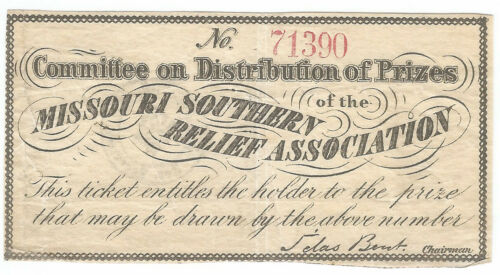 No. 71390
Committee on Distribution of Prizes
of the
MISSOURI SOUTHERN
RELIEF ASSOCIATION
This ticket entitles the holder to the prize
that may be drawn by the above number
Silas Bent. Chairman